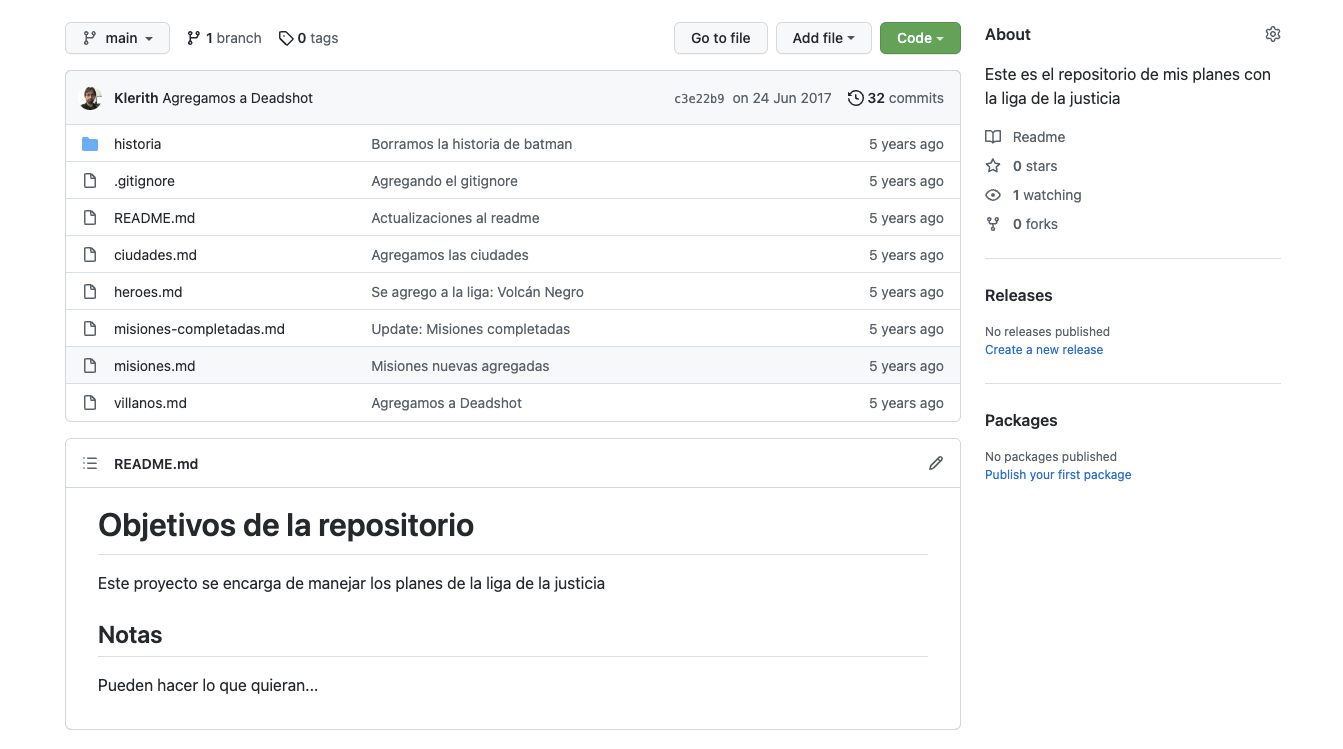 main
1 branch
0 tags
Go to file
Add file
Code
Klerith Agregamos a Deadshot
c3e22b9 on 24 Jun 2017
32 commits
historia Borramos la historia de batman 5 years ago
.gitignore Agregando el gitignore 5 years ago
README.md Actualizaciones al readme 5 years ago
ciudades.md Agregamos las ciudades 5 years ago
heroes.md Se agrego a la liga: Volcán Negro 5 years ago
misiones-completadas.md Update: Misiones completadas 5 years ago
misiones.md Misiones nuevas agregadas 5 years ago
villanos.md Agregamos a Deadshot 5 years ago
README.md
Objetivos de la repositorio
Este proyecto se encarga de manejar los planes de la liga de la justicia
Notas
Pueden hacer lo que quieran...
About
Este es el repositorio de mis planes con
la liga de la justicia
Readme
0 stars
1 watching
0 forks
Releases
No releases published
Create a new release
Packages
No packages published
Publish your first package